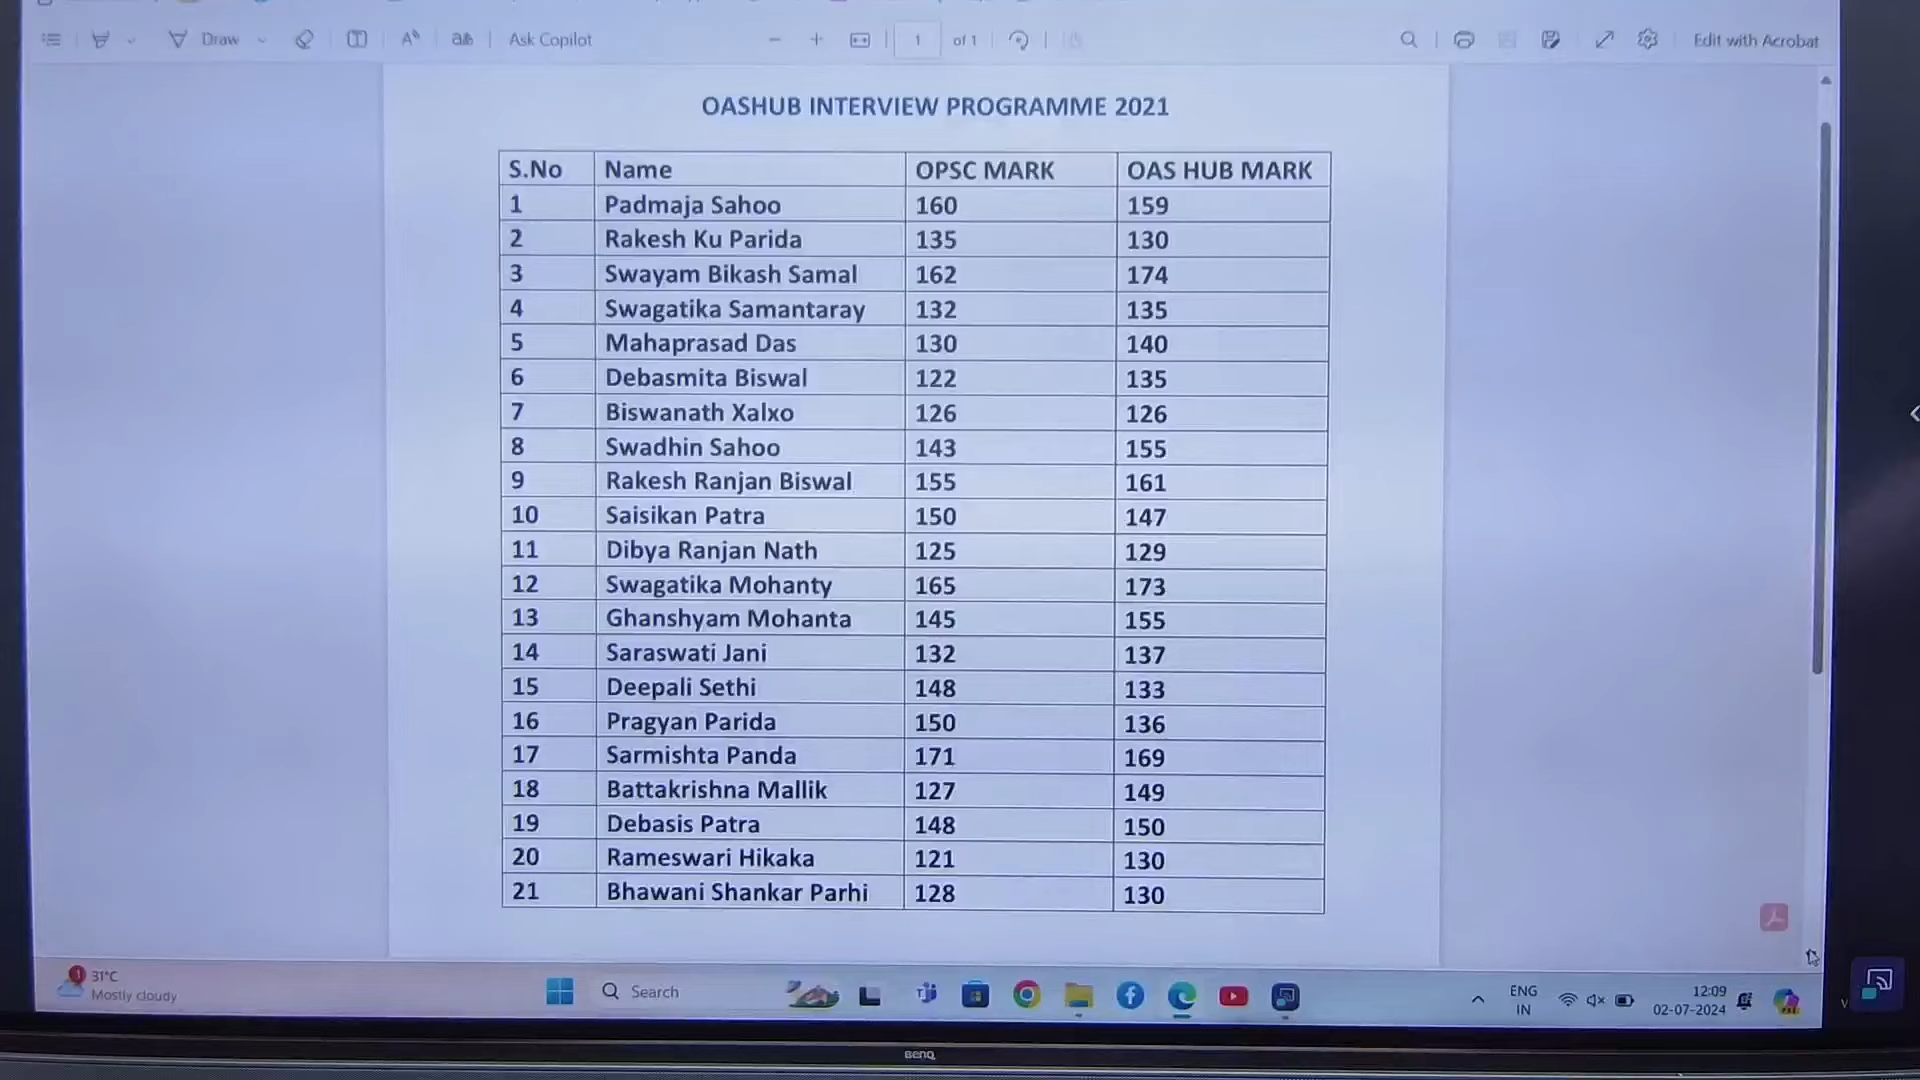 Draw
Ask Copilot
1 of 1
Edit with Acrobat
OASHUB INTERVIEW PROGRAMME 2021
S.No Name OPSC MARK OAS HUB MARK
1 Padmaja Sahoo 160 159
2 Rakesh Ku Parida 135 130
3 Swayam Bikash Samal 162 174
4 Swagatika Samantaray 132 135
5 Mahaprasad Das 130 140
6 Debasmita Biswal 122 135
7 Biswanath Xalxo 126 126
8 Swadhin Sahoo 143 155
9 Rakesh Ranjan Biswal 155 161
10 Saisikan Patra 150 147
11 Dibya Ranjan Nath 125 129
12 Swagatika Mohanty 165 173
13 Ghanshyam Mohanta 145 155
14 Saraswati Jani 132 137
15 Deepali Sethi 148 133
16 Pragyan Parida 150 136
17 Sarmishta Panda 171 169
18 Battakrishna Mallik 127 149
19 Debasis Patra 148 150
20 Rameswari Hikaka 121 130
21 Bhawani Shankar Parhi 128 130
1
31°C
Mostly cloudy
Search
ENG
IN
12:09
02-07-2024
BenQ